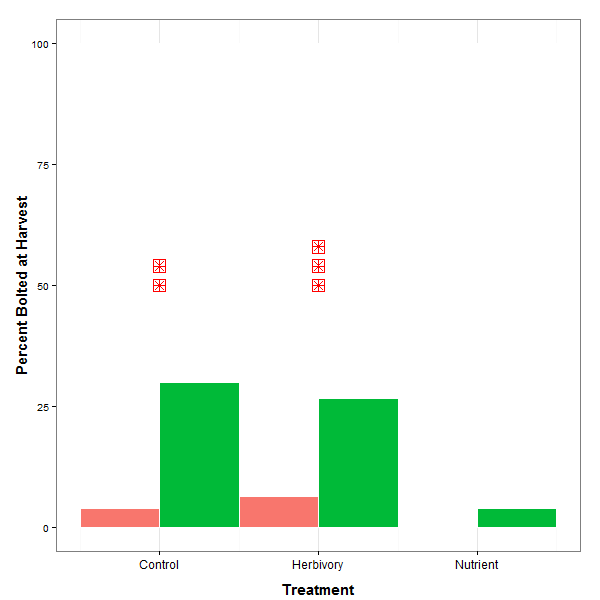 100
75
50
25
0
Percent Bolted at Harvest
Control Herbivory Nutrient
Treatment